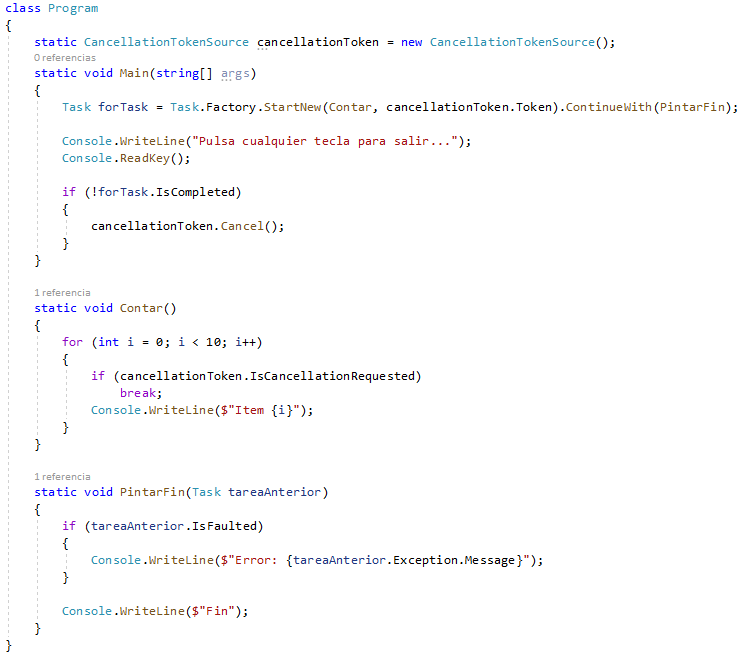 class Program
{
static CancellationTokenSource cancellationToken = new CancellationTokenSource();
0 referencias
static void Main(string[] args)
{
Task forTask = Task.Factory.StartNew(Contar, cancellationToken.Token).ContinueWith(PintarFin);
Console.WriteLine("Pulsa cualquier tecla para salir...");
Console.ReadKey();
if (!forTask.IsCompleted)
{
cancellationToken.Cancel();
}
}
1 referencia
static void Contar()
{
for (int i = 0; i < 10; i++)
{
if (cancellationToken.IsCancellationRequested)
break;
Console.WriteLine($"Item {i}");
}
}
1 referencia
static void PintarFin(Task tareaAnterior)
{
if (tareaAnterior.IsFaulted)
{
Console.WriteLine($"Error: {tareaAnterior.Exception.Message}");
}
Console.WriteLine($"Fin");
}
}